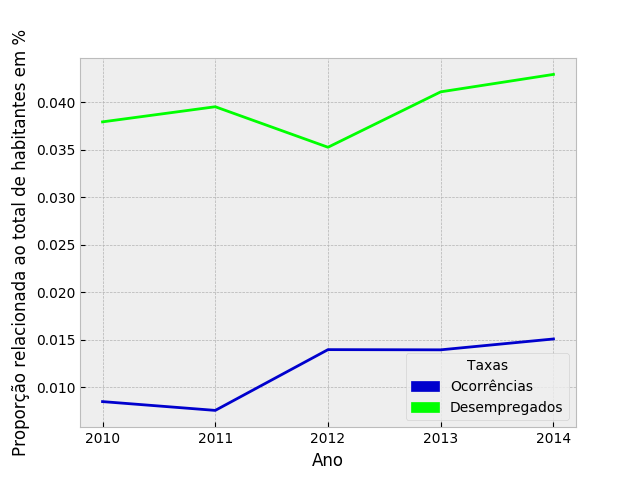 Proporção relacionada ao total de habitantes em %
0.040
0.035
0.030
0.025
0.020
0.015
0.010
Taxas
Ocorrências
Desempregados
2010 2011 2012 2013 2014
Ano